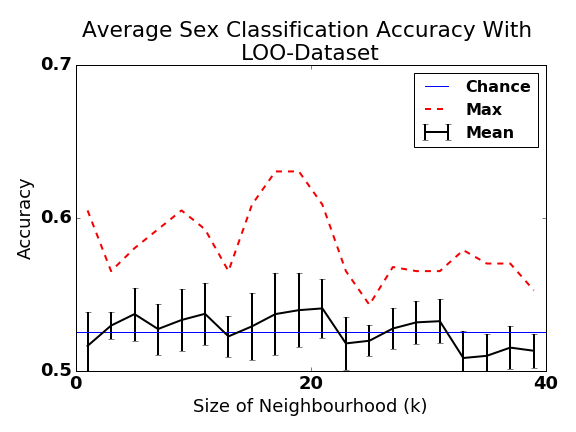 Average Sex Classification Accuracy With
LOO-Dataset
0.7
0.6
0.5
Accuracy
Chance
Max
Mean
0
20
40
Size of Neighbourhood (k)